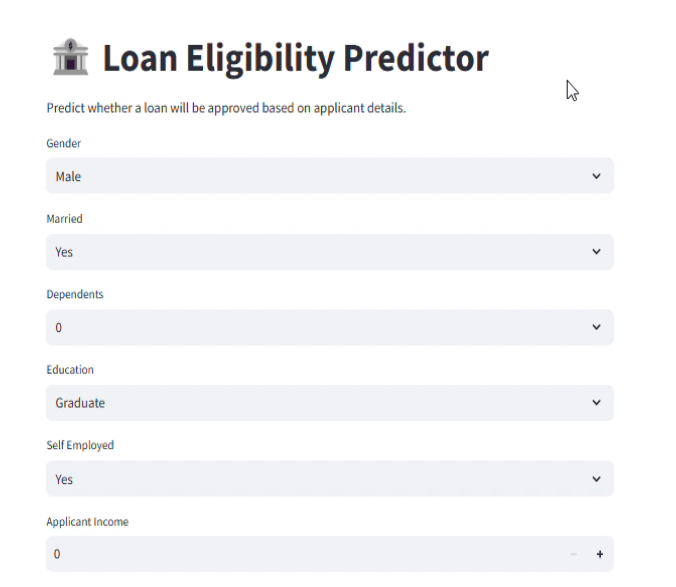 Loan Eligibility Predictor
Predict whether a loan will be approved based on applicant details.
Gender
Male
Married
Yes
Dependents
0
Education
Graduate
Self Employed
Yes
Applicant Income
0